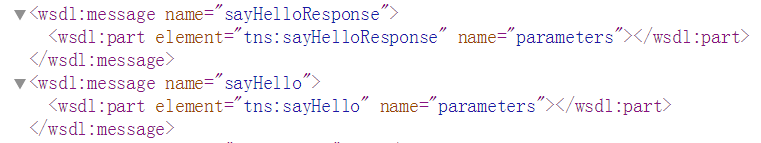 ▼<wsdl:message name="sayHelloResponse">
<wsdl:part element="tns:sayHelloResponse" name="parameters"></wsdl:part>
</wsdl:message>
▼<wsdl:message name="sayHello">
<wsdl:part element="tns:sayHello" name="parameters"></wsdl:part>
</wsdl:message>